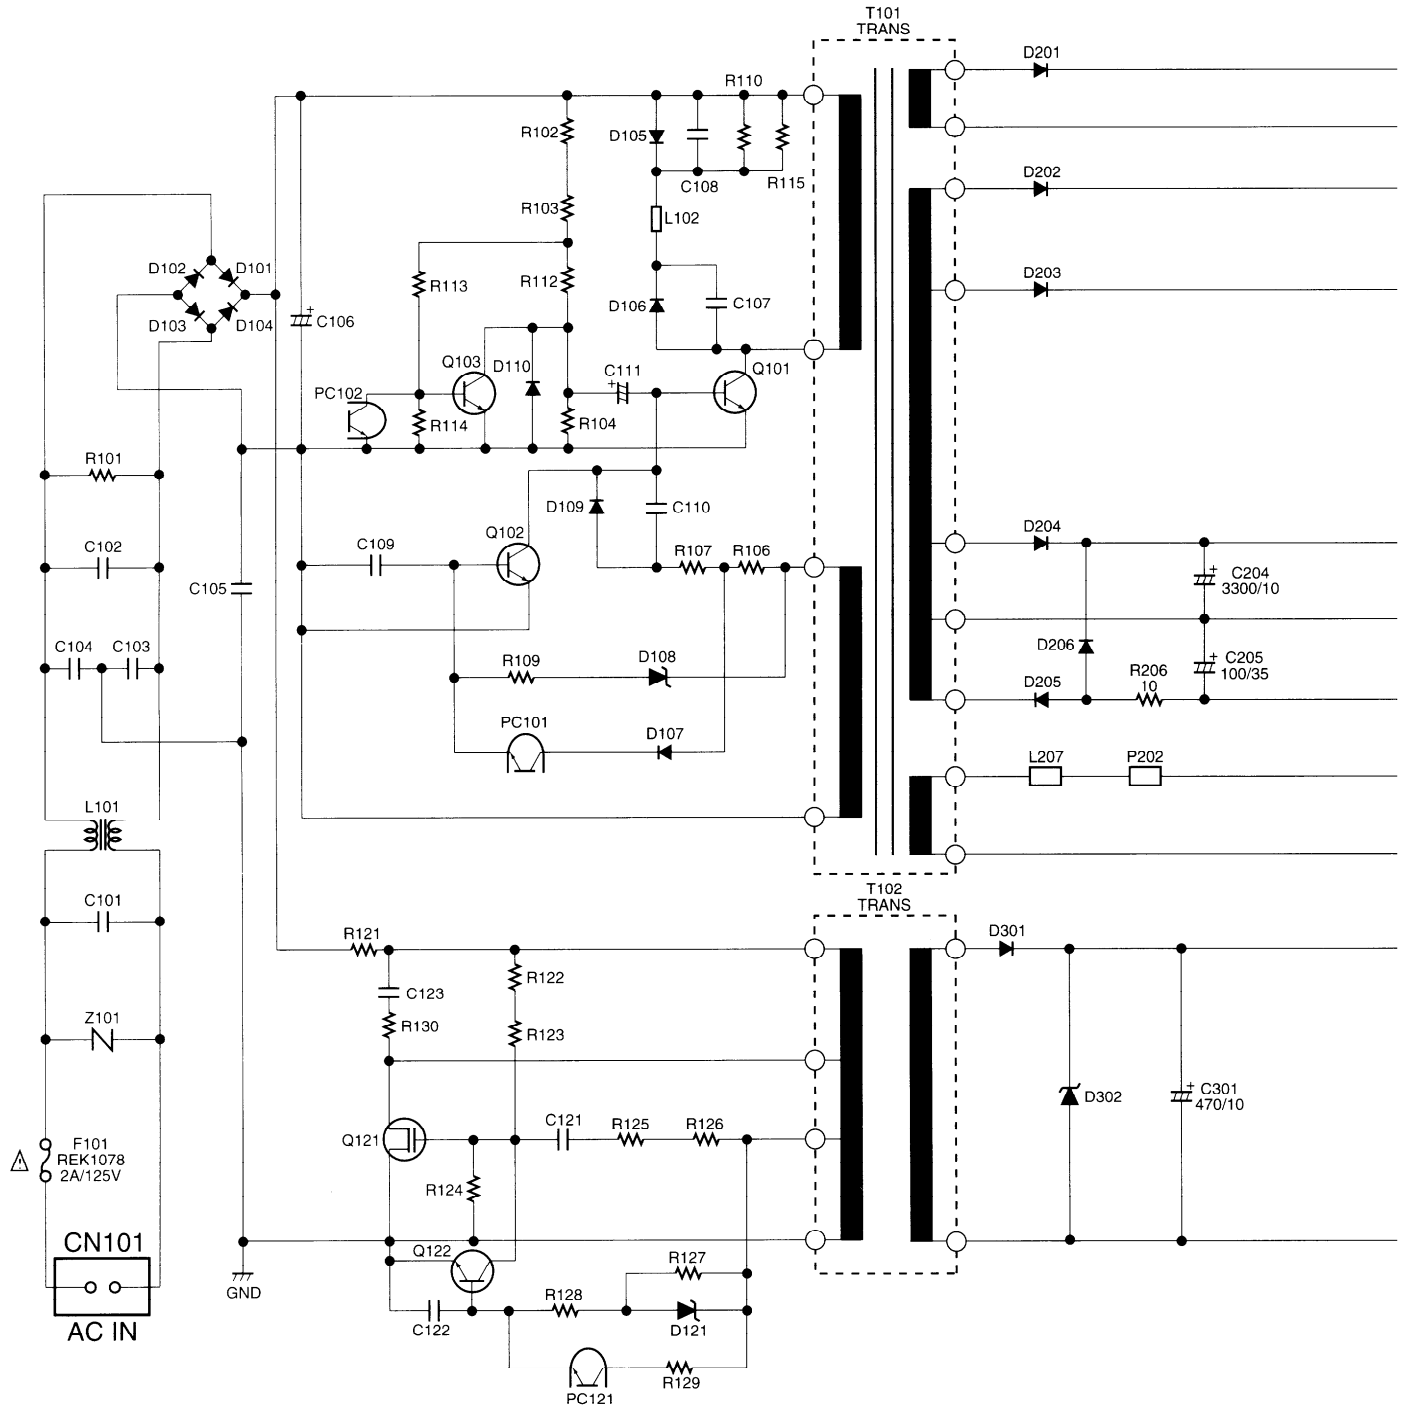 T101
TRANS
D201
R110
R102
D105
C108
R115
D202
R103
L102
D102
D101
R113
R112
D203
D106
C107
D103
D104
+
C106
Q103
D110
C111
+
Q101
PC102
R114
R104
R101
D109
C110
Q102
D204
C102
C109
R107
R106
C105
+
C204
3300/10
C104
C103
R109
D108
D206
+
C205
100/35
D205
R206
10
PC101
D107
L207
P202
L101
T102
TRANS
C101
R121
D301
R122
C123
Z101
R130
R123
D302
+
C301
470/10
Q121
C121
R125
R126
F101
REK1078
2A/125V
R124
CN101
Q122
R127
GND
R128
AC IN
C122
D121
R129
PC121